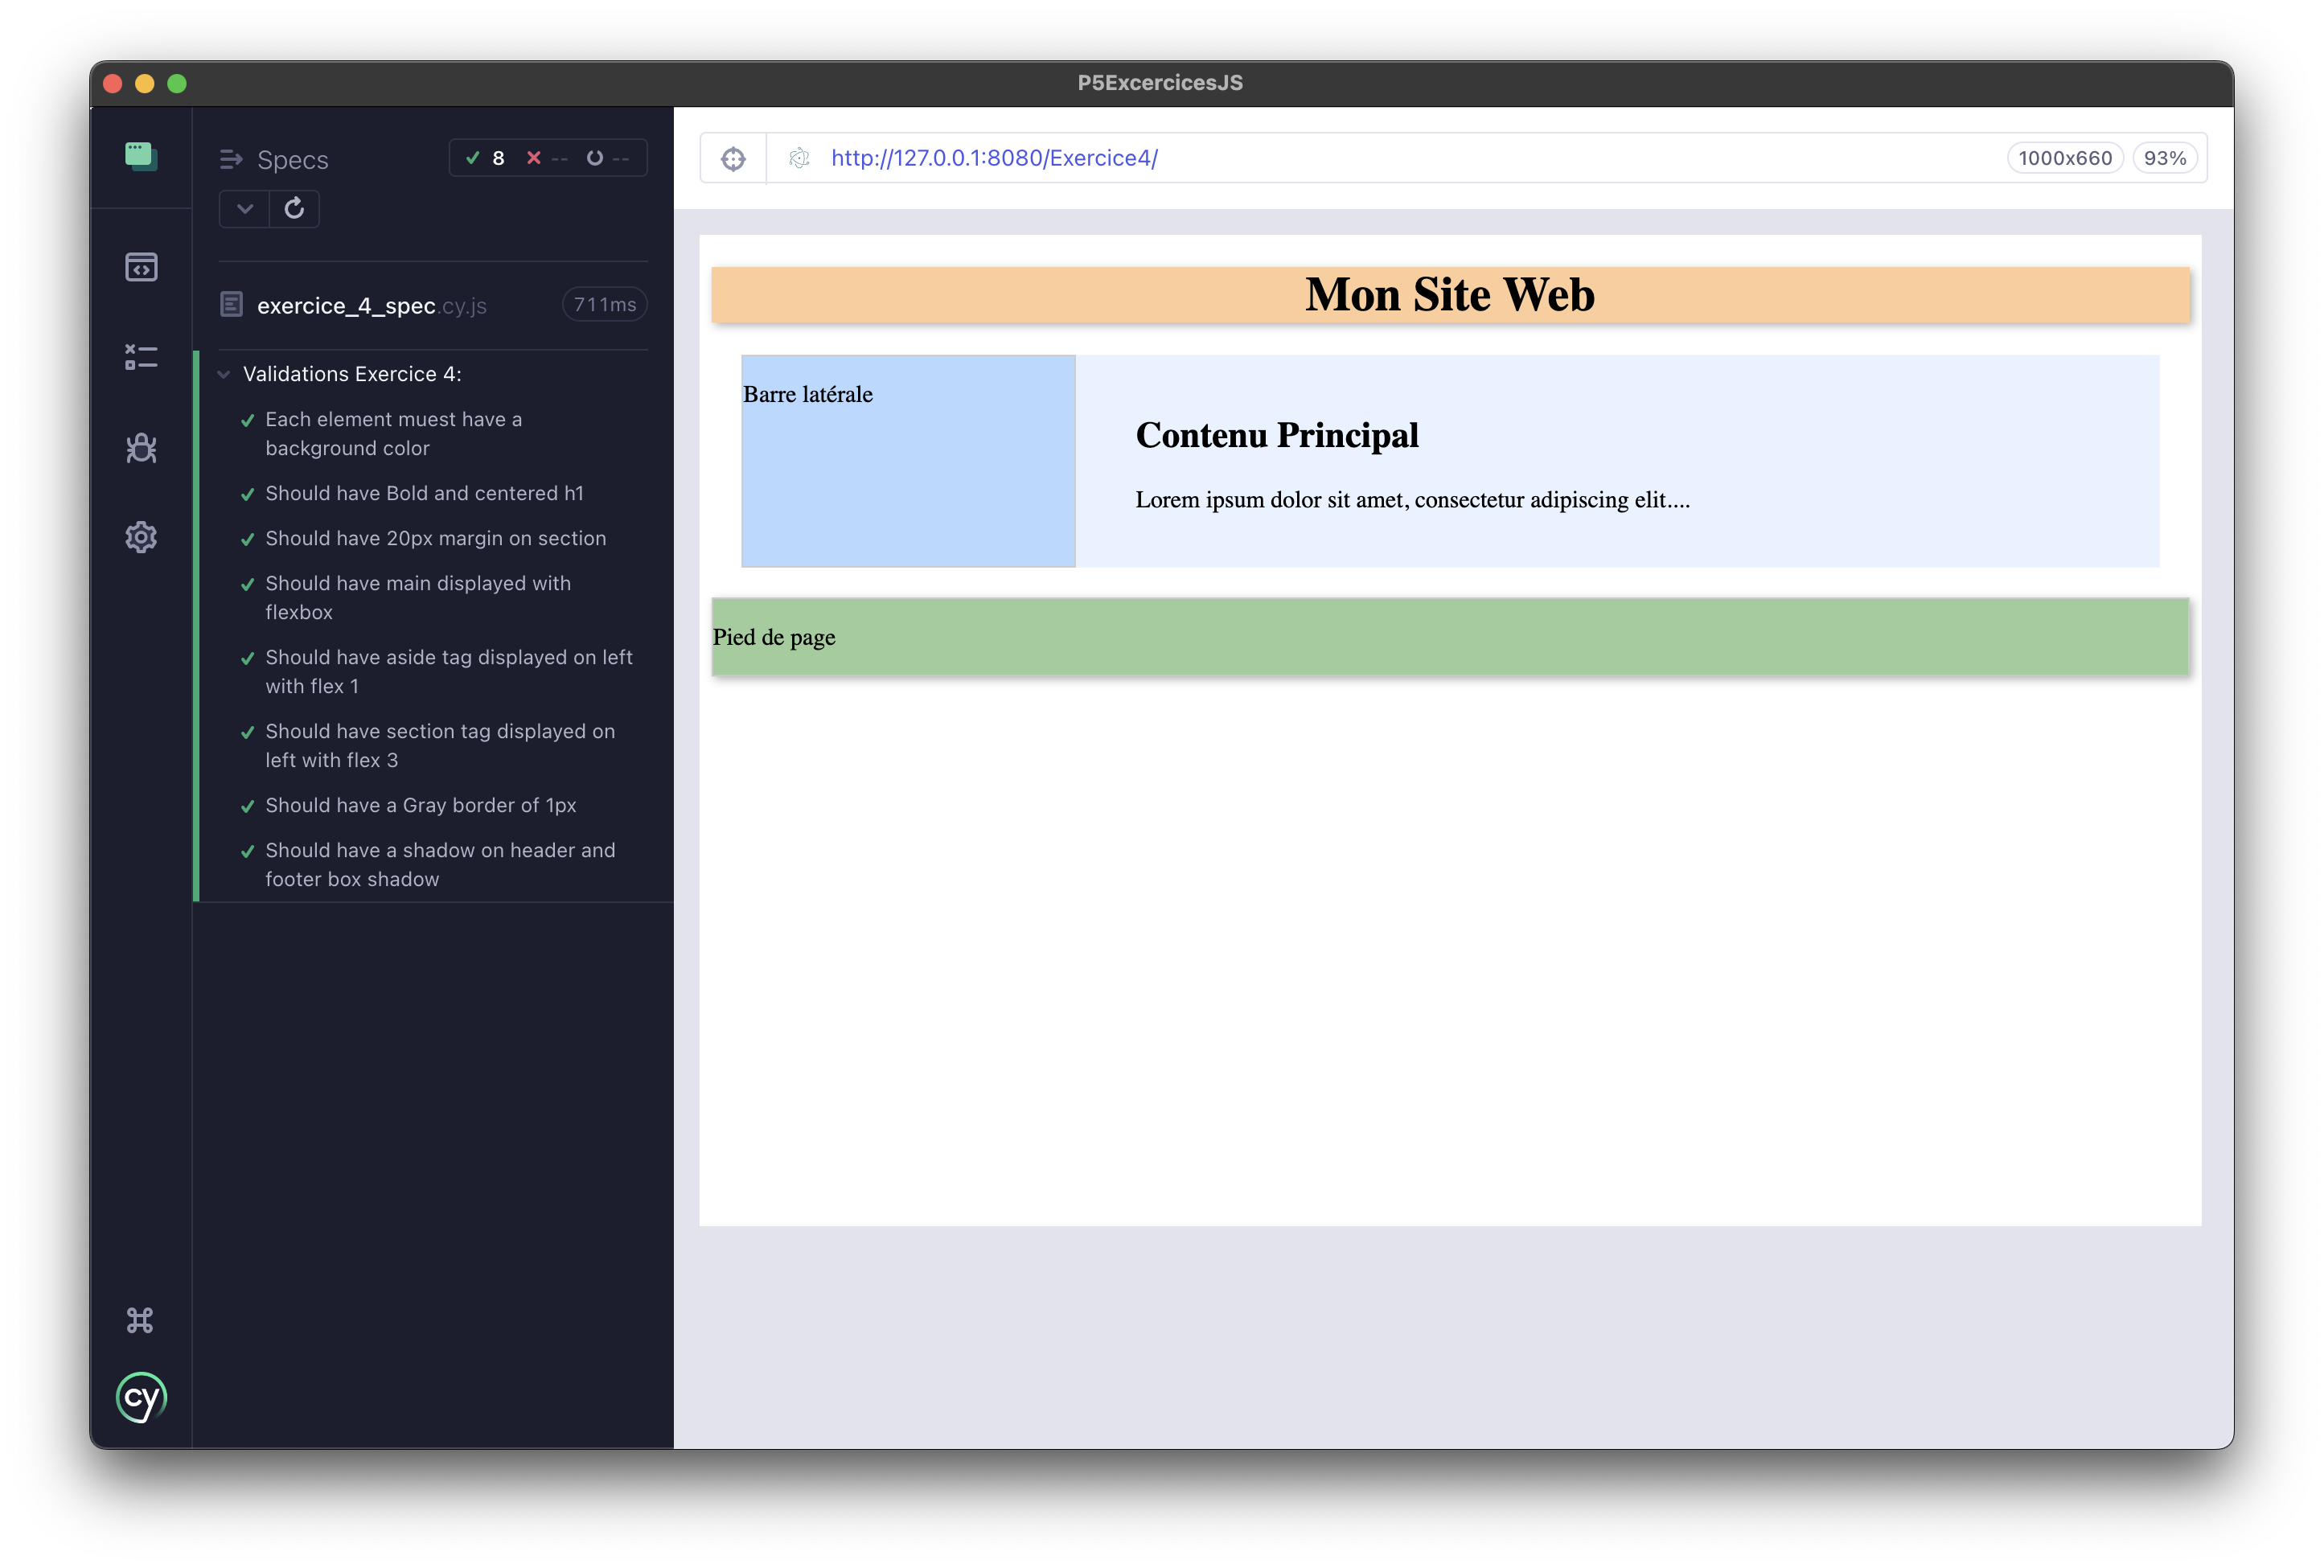 P5ExcercicesJS
Specs
8 -- --
exercice_4_spec.cy.js 711ms
Validations Exercice 4:
Each element muest have a
background color
Should have Bold and centered h1
Should have 20px margin on section
Should have main displayed with
flexbox
Should have aside tag displayed on left
with flex 1
Should have section tag displayed on
left with flex 3
Should have a Gray border of 1px
Should have a shadow on header and
footer box shadow
cy
http://127.0.0.1:8080/Exercice4/ 1000x660 93%
Mon Site Web
Barre latérale
Contenu Principal
Lorem ipsum dolor sit amet, consectetur adipiscing elit....
Pied de page